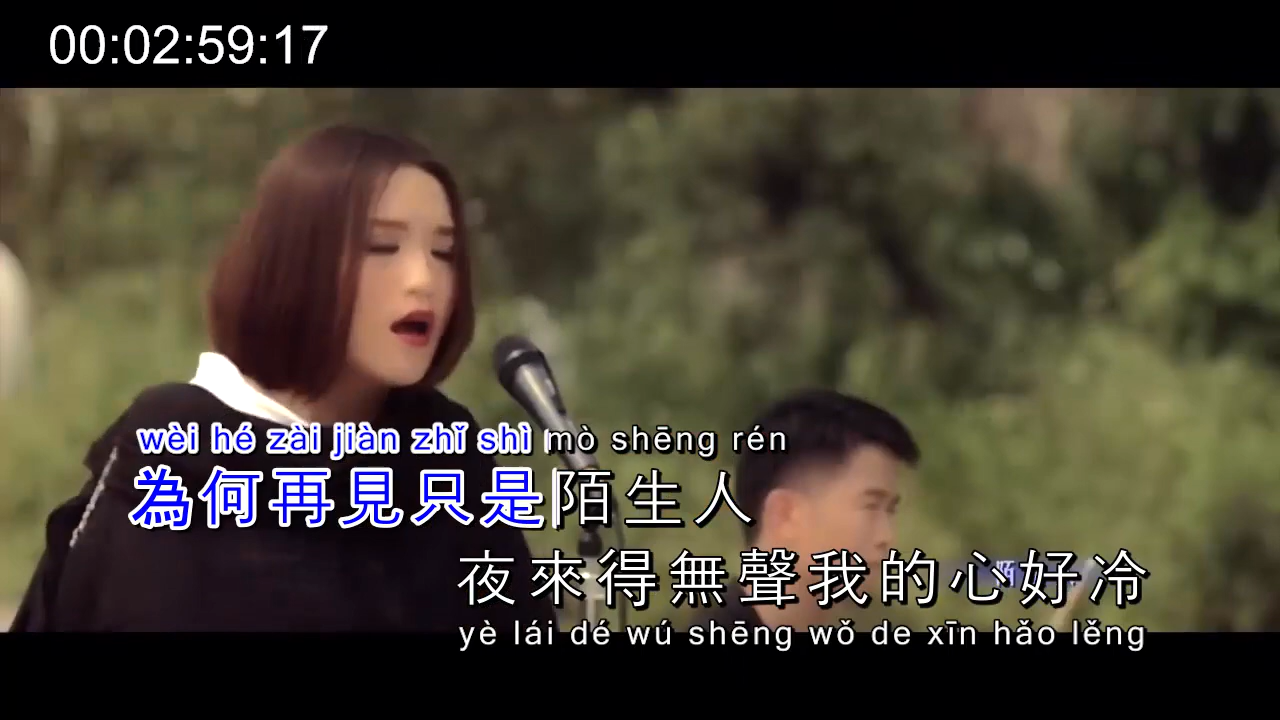 00:02:59:17
wèi hé zài jiàn zhǐ shì mò shēng rén
為何再見只是陌生人
夜來得無聲我的心好冷
yè lái dé wú shēng wǒ de xīn hǎo lěng